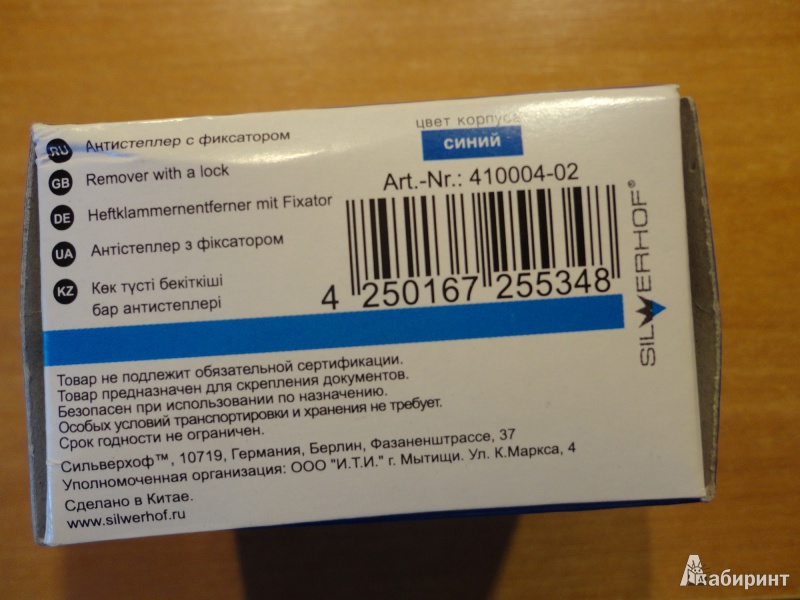 цвет корпуса
синий
Art.-Nr.: 410004-02
4 250167 255348
SILWERHOF®
RU Антистеплер с фиксатором
GB Remover with a lock
DE Heftklammernentferner mit Fixator
UA Антістеплер з фіксатором
KZ Көк түсті бекіткіші
бар антистеплері
Товар не подлежит обязательной сертификации.
Товар предназначен для скрепления документов.
Безопасен при использовании по назначению.
Особых условий транспортировки и хранения не требует.
Срок годности не ограничен.
Сильверхоф™, 10719, Германия, Берлин, Фазаненштрассе, 37
Уполномоченная организация: ООО "И.Т.И." г. Мытищи. Ул. К.Маркса, 4
Сделано в Китае.
www.silwerhof.ru
Лабиринт